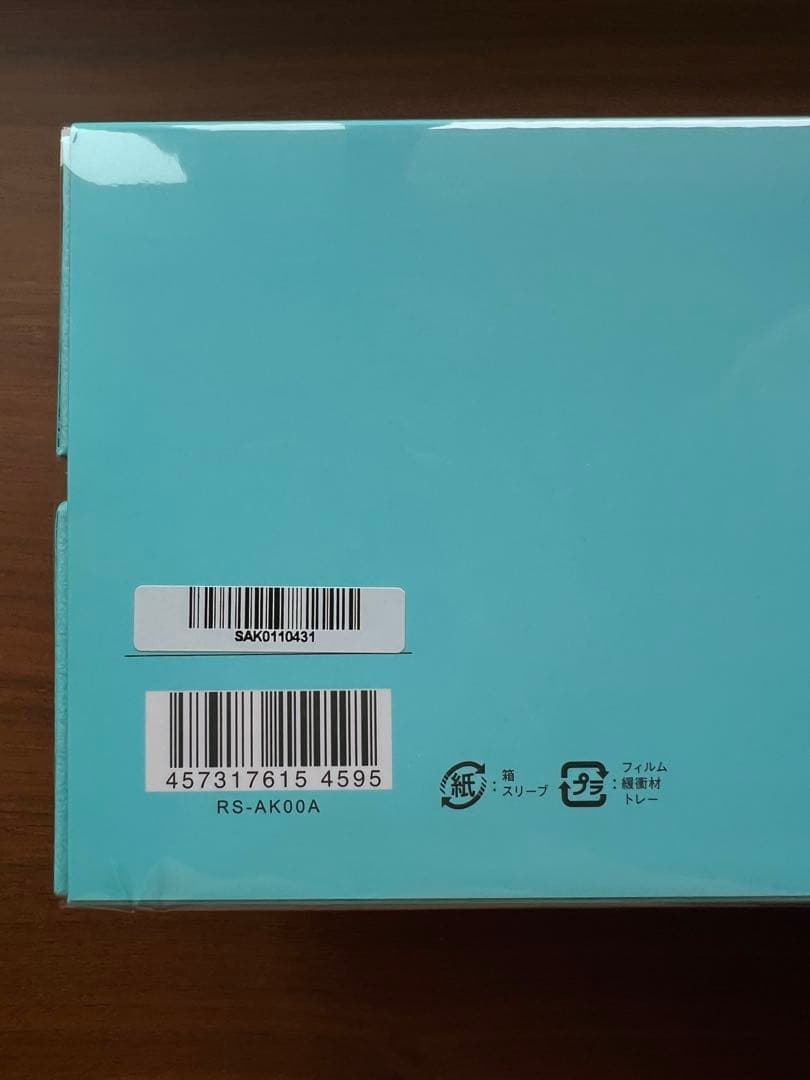 SAK0110431
457317615 4595
RS-AK00A
紙 : 箱
スリーブ
プラ : フィルム
緩衝材
トレー